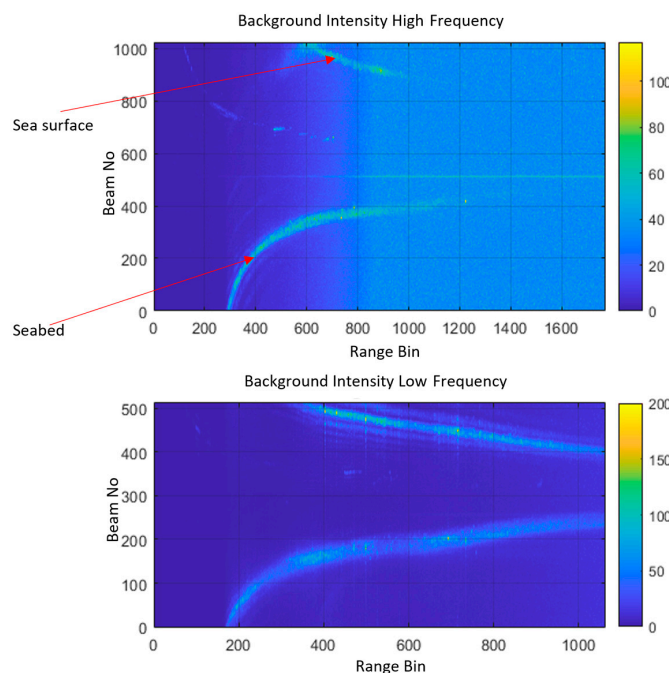 Background Intensity High Frequency
1000
800
600
400
200
0
Beam No
Sea surface
Seabed
0 200 400 600 800 1000 1200 1400 1600
Range Bin
100
80
60
40
20
0
Background Intensity Low Frequency
500
400
300
200
100
0
Beam No
0 200 400 600 800 1000
Range Bin
200
150
100
50
0